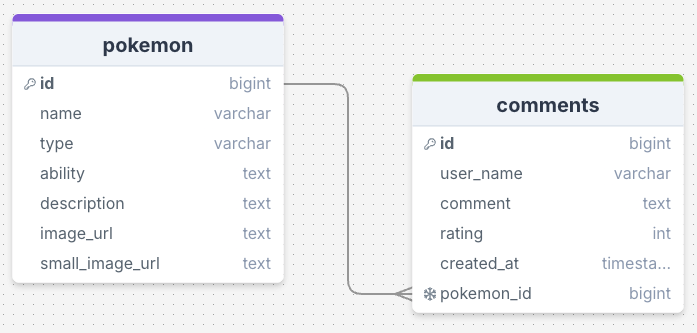 pokemon
id bigint
name varchar
type varchar
ability text
description text
image_url text
small_image_url text
comments
id bigint
user_name varchar
comment text
rating int
created_at timesta...
pokemon_id bigint